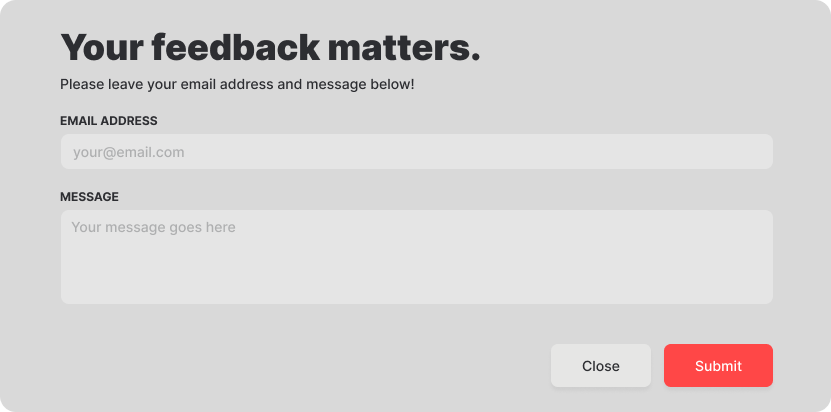 Your feedback matters.
Please leave your email address and message below!
EMAIL ADDRESS
your@email.com
MESSAGE
Your message goes here
Close
Submit